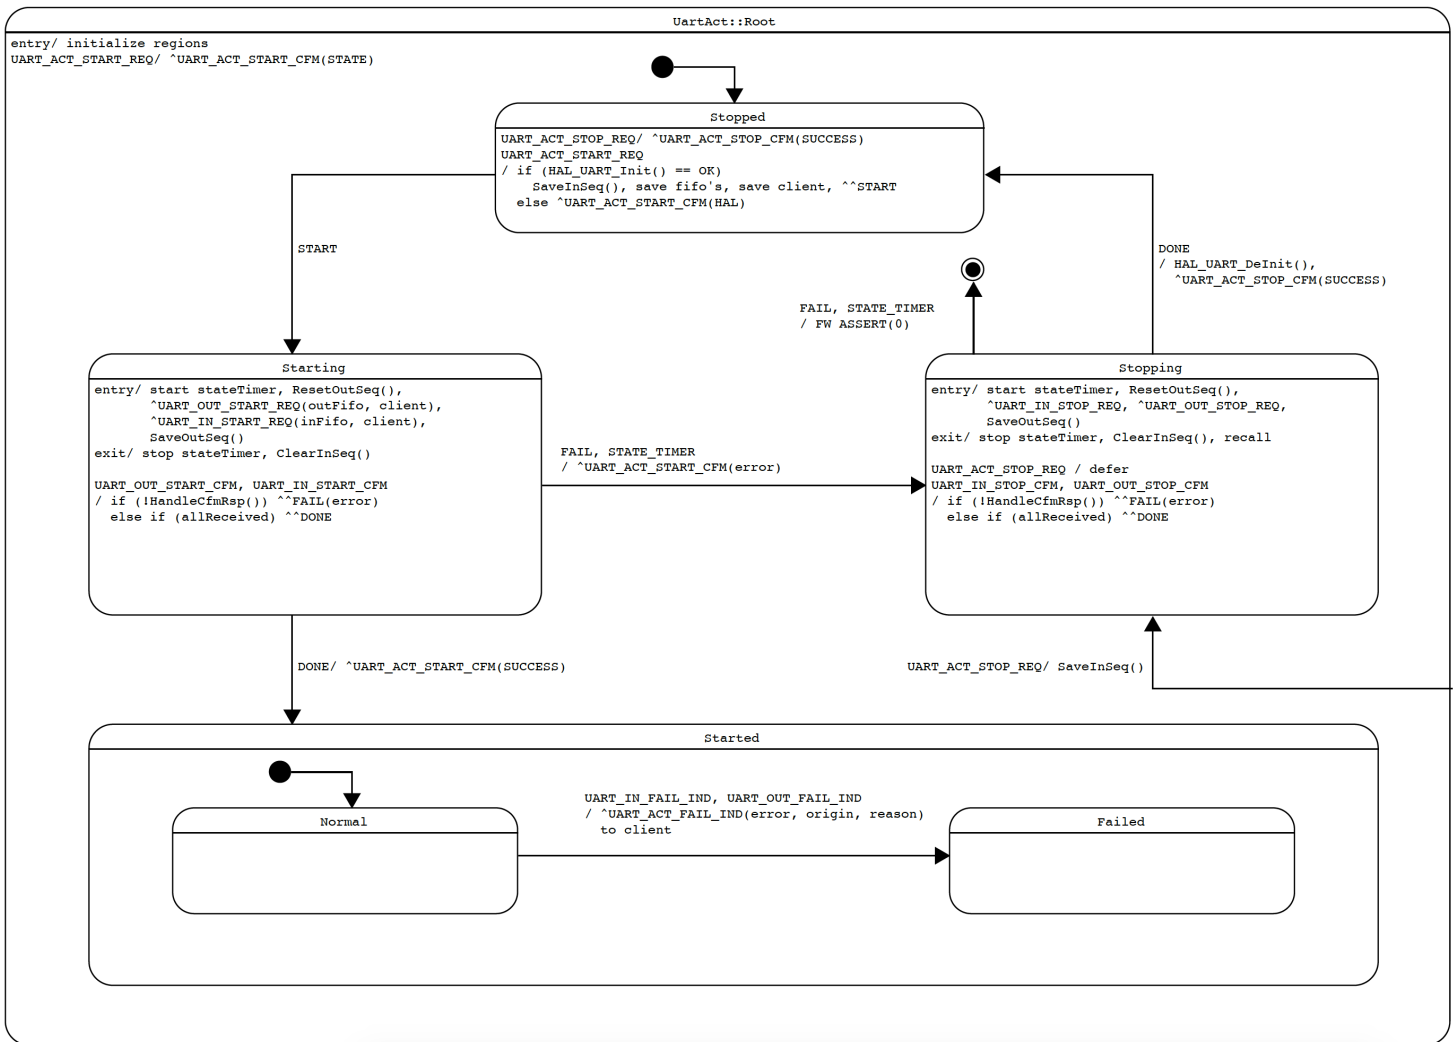 UartAct::Root
entry/ initialize regions
UART_ACT_START_REQ/ ^UART_ACT_START_CFM(STATE)
Stopped
UART_ACT_STOP_REQ/ ^UART_ACT_STOP_CFM(SUCCESS)
UART_ACT_START_REQ
/ if (HAL_UART_Init() == OK)
SaveInSeq(), save fifo's, save client, ^^START
else ^UART_ACT_START_CFM(HAL)
START
DONE
/ HAL_UART_DeInit(),
^UART_ACT_STOP_CFM(SUCCESS)
FAIL, STATE_TIMER
/ FW ASSERT(0)
Starting
entry/ start stateTimer, ResetOutSeq(),
^UART_OUT_START_REQ(outFifo, client),
^UART_IN_START_REQ(inFifo, client),
SaveOutSeq()
exit/ stop stateTimer, ClearInSeq()
UART_OUT_START_CFM, UART_IN_START_CFM
/ if (!HandleCfmRsp()) ^^FAIL(error)
else if (allReceived) ^^DONE
FAIL, STATE_TIMER
/ ^UART_ACT_START_CFM(error)
Stopping
entry/ start stateTimer, ResetOutSeq(),
^UART_IN_STOP_REQ, ^UART_OUT_STOP_REQ,
SaveOutSeq()
exit/ stop stateTimer, ClearInSeq(), recall
UART_ACT_STOP_REQ / defer
UART_IN_STOP_CFM, UART_OUT_STOP_CFM
/ if (!HandleCfmRsp()) ^^FAIL(error)
else if (allReceived) ^^DONE
DONE/ ^UART_ACT_START_CFM(SUCCESS)
UART_ACT_STOP_REQ/ SaveInSeq()
Started
Normal
UART_IN_FAIL_IND, UART_OUT_FAIL_IND
/ ^UART_ACT_FAIL_IND(error, origin, reason)
to client
Failed